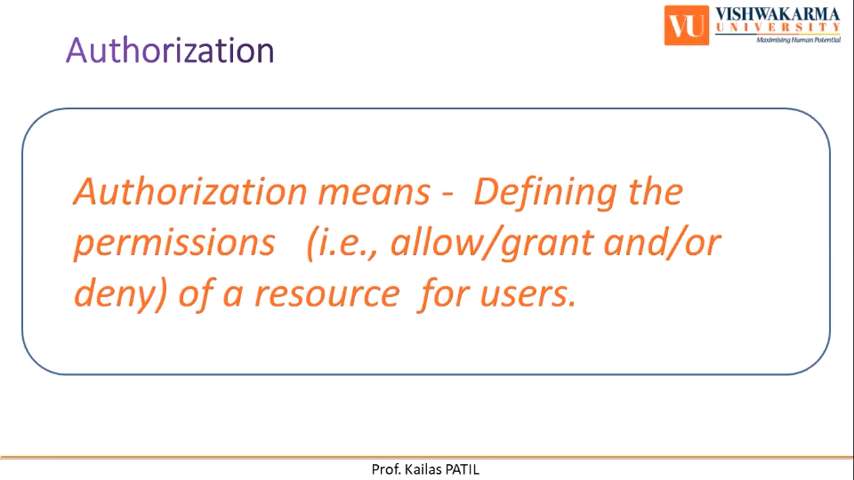 Authorization
VU
VISHWAKARMA
UNIVERSITY
Maximising Human Potential
Authorization means - Defining the
permissions (i.e., allow/grant and/or
deny) of a resource for users.
Prof. Kailas PATIL